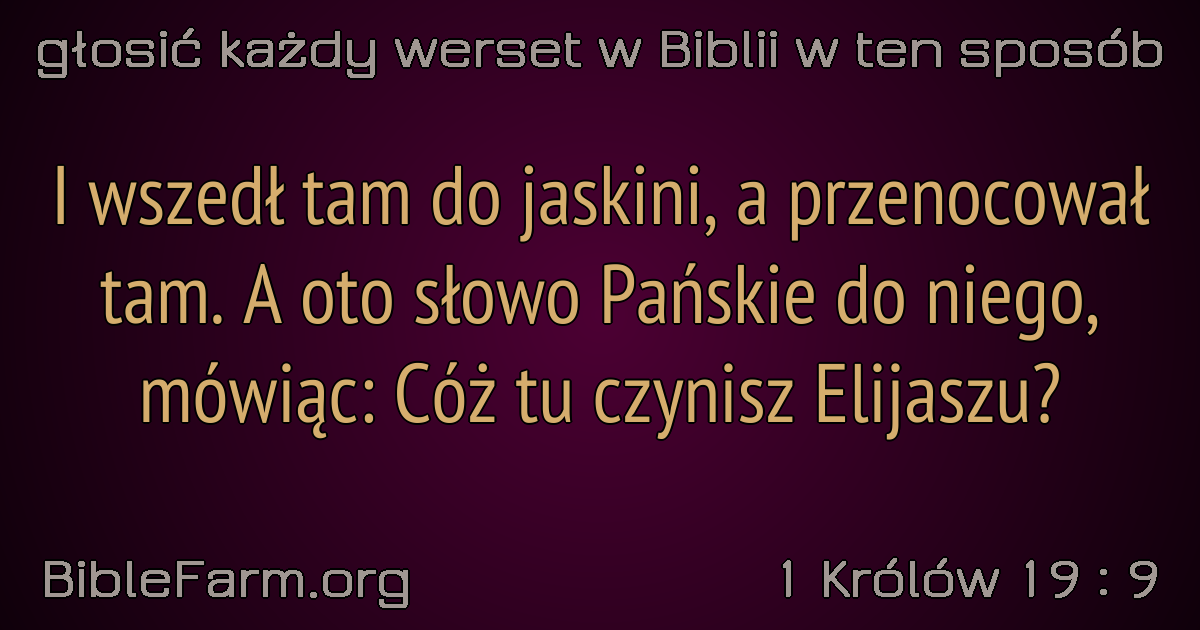 głosić każdy werset w Biblii w ten sposób
I wszedł tam do jaskini, a przenocował
tam. A oto słowo Pańskie do niego,
mówiąc: Cóż tu czynisz Elijaszu?
BibleFarm.org
1 Królów 19 : 9